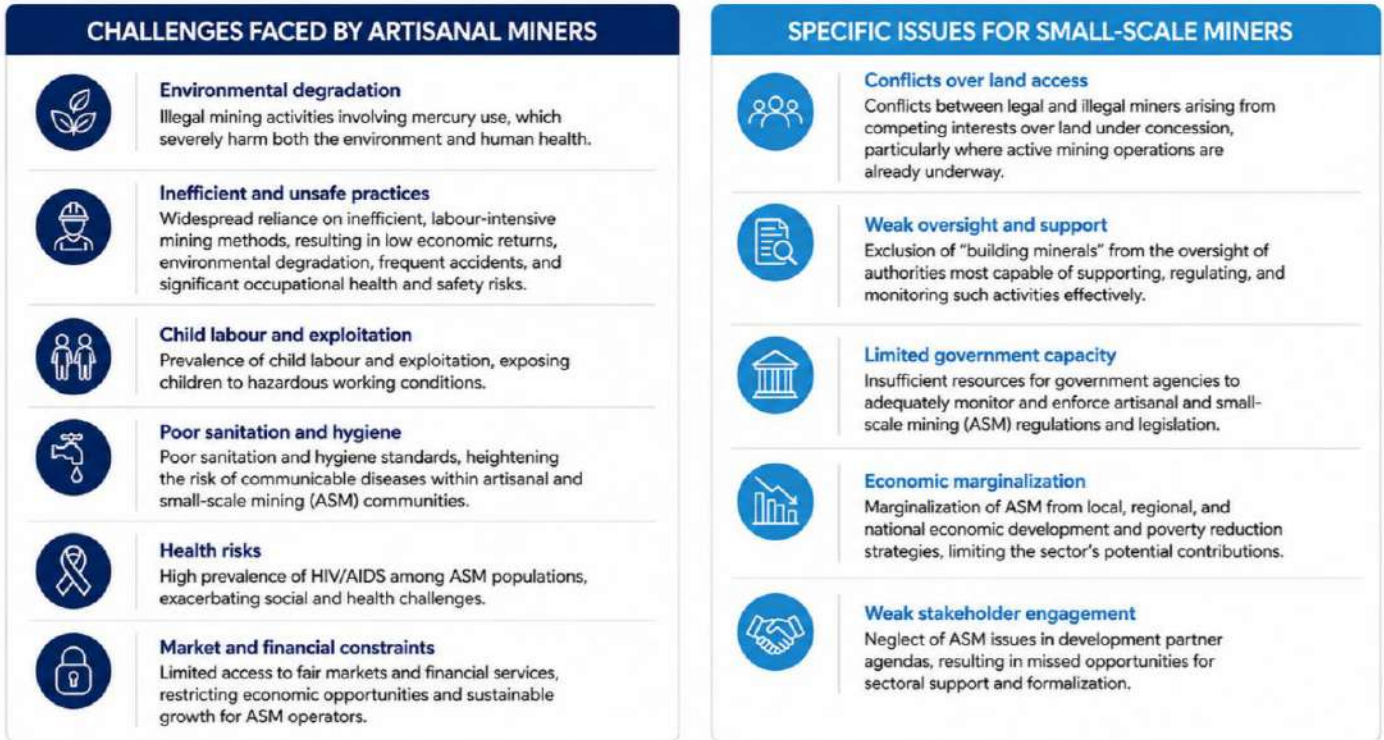 CHALLENGES FACED BY ARTISANAL MINERS
Environmental degradation
Illegal mining activities involving mercury use, which
severely harm both the environment and human health.
Inefficient and unsafe practices
Widespread reliance on inefficient, labour-intensive
mining methods, resulting in low economic returns,
environmental degradation, frequent accidents, and
significant occupational health and safety risks.
Child labour and exploitation
Prevalence of child labour and exploitation, exposing
children to hazardous working conditions.
Poor sanitation and hygiene
Poor sanitation and hygiene standards, heightening
the risk of communicable diseases within artisanal and
small-scale mining (ASM) communities.
Health risks
High prevalence of HIV/AIDS among ASM populations,
exacerbating social and health challenges.
Market and financial constraints
Limited access to fair markets and financial services,
restricting economic opportunities and sustainable
growth for ASM operators.
SPECIFIC ISSUES FOR SMALL-SCALE MINERS
Conflicts over land access
Conflicts between legal and illegal miners arising from
competing interests over land under concession,
particularly where active mining operations are
already underway.
Weak oversight and support
Exclusion of "building minerals" from the oversight of
authorities most capable of supporting, regulating, and
monitoring such activities effectively.
Limited government capacity
Insufficient resources for government agencies to
adequately monitor and enforce artisanal and small-
scale mining (ASM) regulations and legislation.
Economic marginalization
Marginalization of ASM from local, regional, and
national economic development and poverty reduction
strategies, limiting the sector's potential contributions.
Weak stakeholder engagement
Neglect of ASM issues in development partner
agendas, resulting in missed opportunities for
sectoral support and formalization.